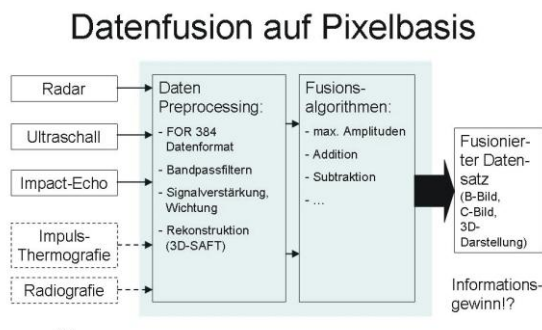 Datenfusion auf Pixelbasis
Radar
Ultraschall
Impact-Echo
Impuls-
Thermografie
Radiografie
Daten
Preprocessing:
- FOR 384
Datenformat
- Bandpassfiltern
- Signalverstärkung,
Wichtung
- Rekonstruktion
(3D-SAFT)
Fusions-
algorithmen:
- max. Amplituden
- Addition
- Subtraktion
- ...
Fusionier-
ter Daten-
satz
(B-Bild,
C-Bild,
3D-
Darstellung)
Informations-
gewinn!?